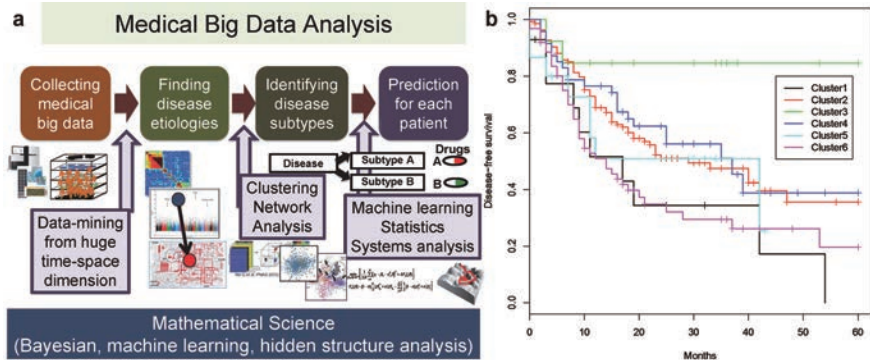 a
Medical Big Data Analysis
Collecting
medical
big data
Finding
disease
etiologies
Identifying
disease
subtypes
Prediction
for each
patient
Data-mining
from huge
time-space
dimension
Clustering
Network
Analysis
Disease
Subtype A
Subtype B
Drugs
A
B
Machine learning
Statistics
Systems analysis
Mathematical Science
(Bayesian, machine learning, hidden structure analysis)
b
Disease-free survival
1.0
0.8
0.6
0.4
0.2
0.0
Cluster1
Cluster2
Cluster3
Cluster4
Cluster5
Cluster6
0 10 20 30 40 50 60
Months